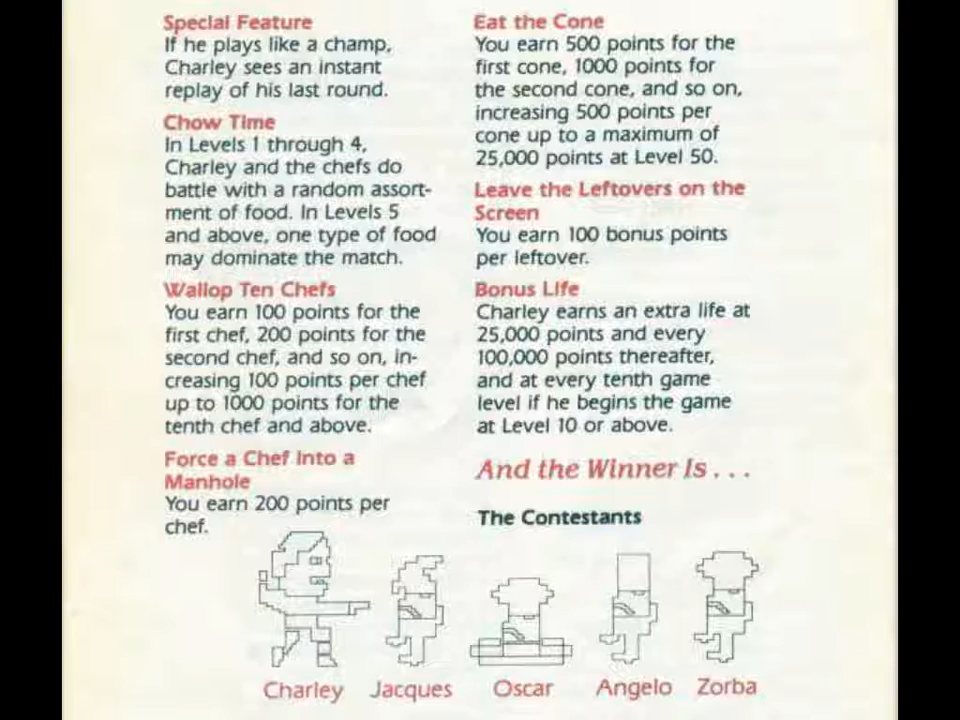 Special Feature
If he plays like a champ,
Charley sees an instant
replay of his last round.
Chow Time
In Levels 1 through 4,
Charley and the chefs do
battle with a random assort-
ment of food. In Levels 5
and above, one type of food
may dominate the match.
Wallop Ten Chefs
You earn 100 points for the
first chef, 200 points for the
second chef, and so on, in-
creasing 100 points per chef
up to 1000 points for the
tenth chef and above.
Force a Chef Into a
Manhole
You earn 200 points per
chef.
Eat the Cone
You earn 500 points for the
first cone, 1000 points for
the second cone, and so on,
increasing 500 points per
cone up to a maximum of
25,000 points at Level 50.
Leave the Leftovers on the
Screen
You earn 100 bonus points
per leftover.
Bonus Life
Charley earns an extra life at
25,000 points and every
100,000 points thereafter,
and at every tenth game
level if he begins the game
at Level 10 or above.
And the Winner Is . . .
The Contestants
Charley Jacques Oscar Angelo Zorba